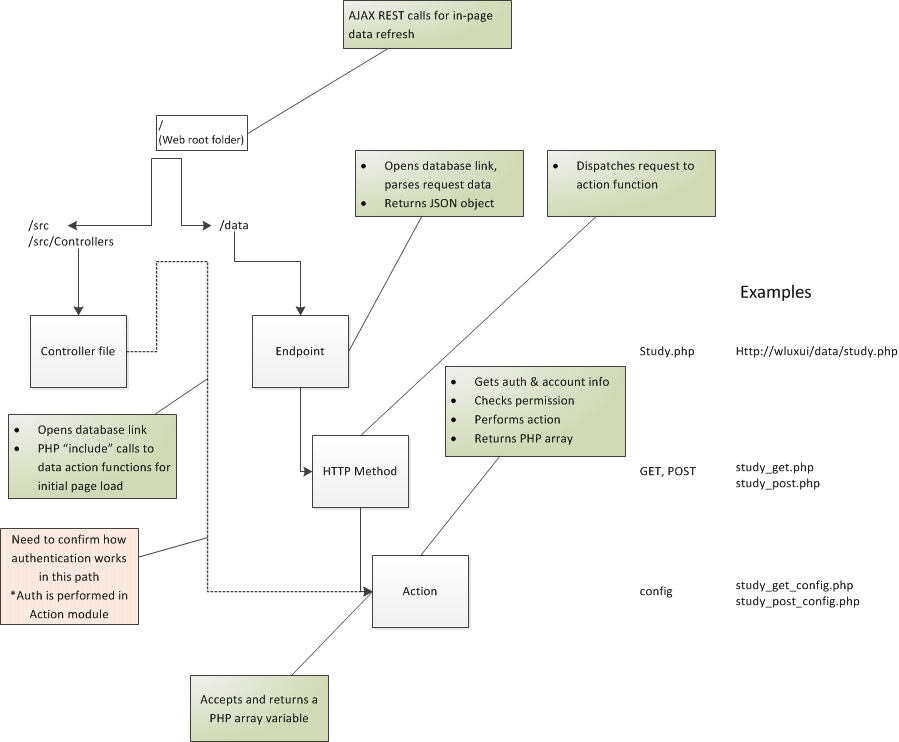 AJAX REST calls for in-page
data refresh
/
(Web root folder)
• Opens database link,
parses request data
• Returns JSON object
• Dispatches request to
action function
/src
/src/Controllers
/data
Examples
Controller file
Endpoint
Study.php
Http://wluxui/data/study.php
• Gets auth & account info
• Checks permission
• Performs action
• Returns PHP array
• Opens database link
• PHP “include” calls to
data action functions for
initial page load
HTTP Method
GET, POST
study_get.php
study_post.php
Need to confirm how
authentication works
in this path
*Auth is performed in
Action module
Action
config
study_get_config.php
study_post_config.php
Accepts and returns a
PHP array variable